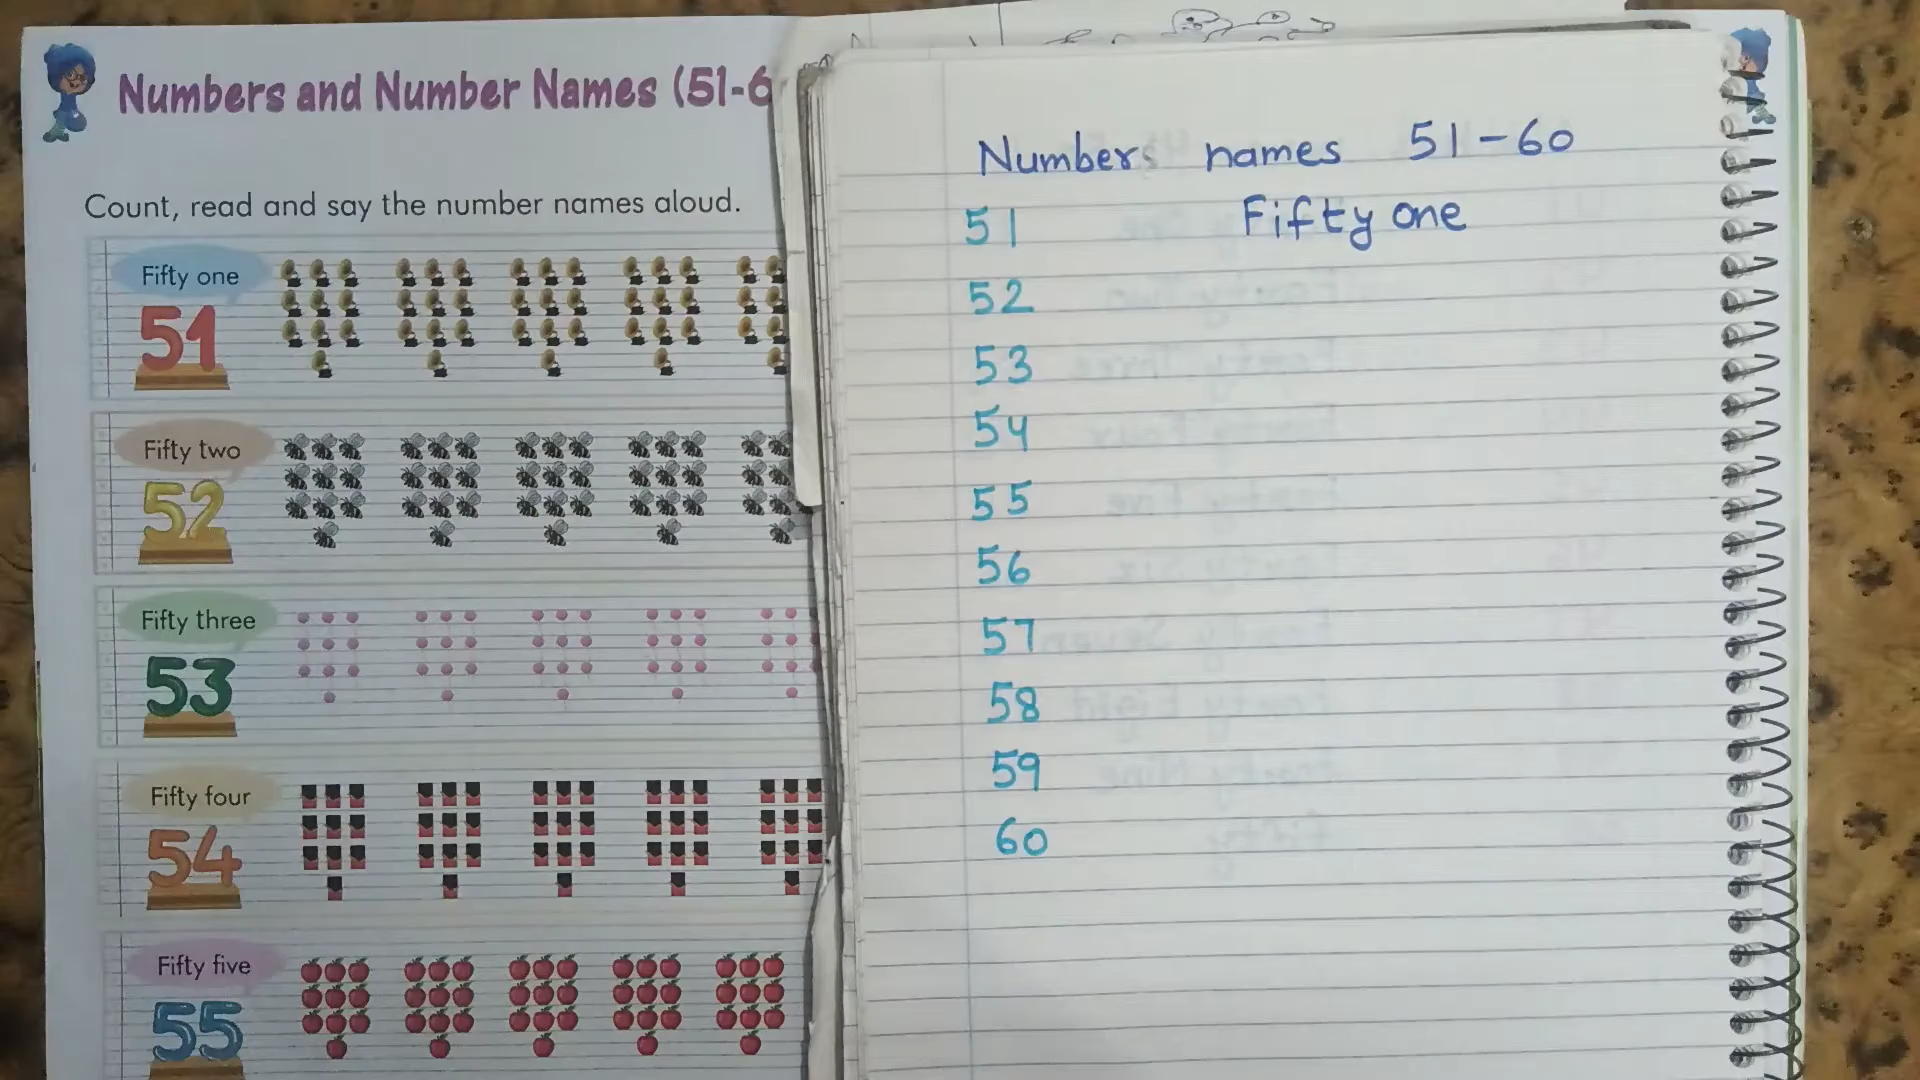 Numbers and Number Names (51-6
Count, read and say the number names aloud.
Fifty one
51
Fifty two
52
Fifty three
53
Fifty four
54
Fifty five
55
Numbers names 51-60
51 Fifty one
52
53
54
55
56
57
58
59
60